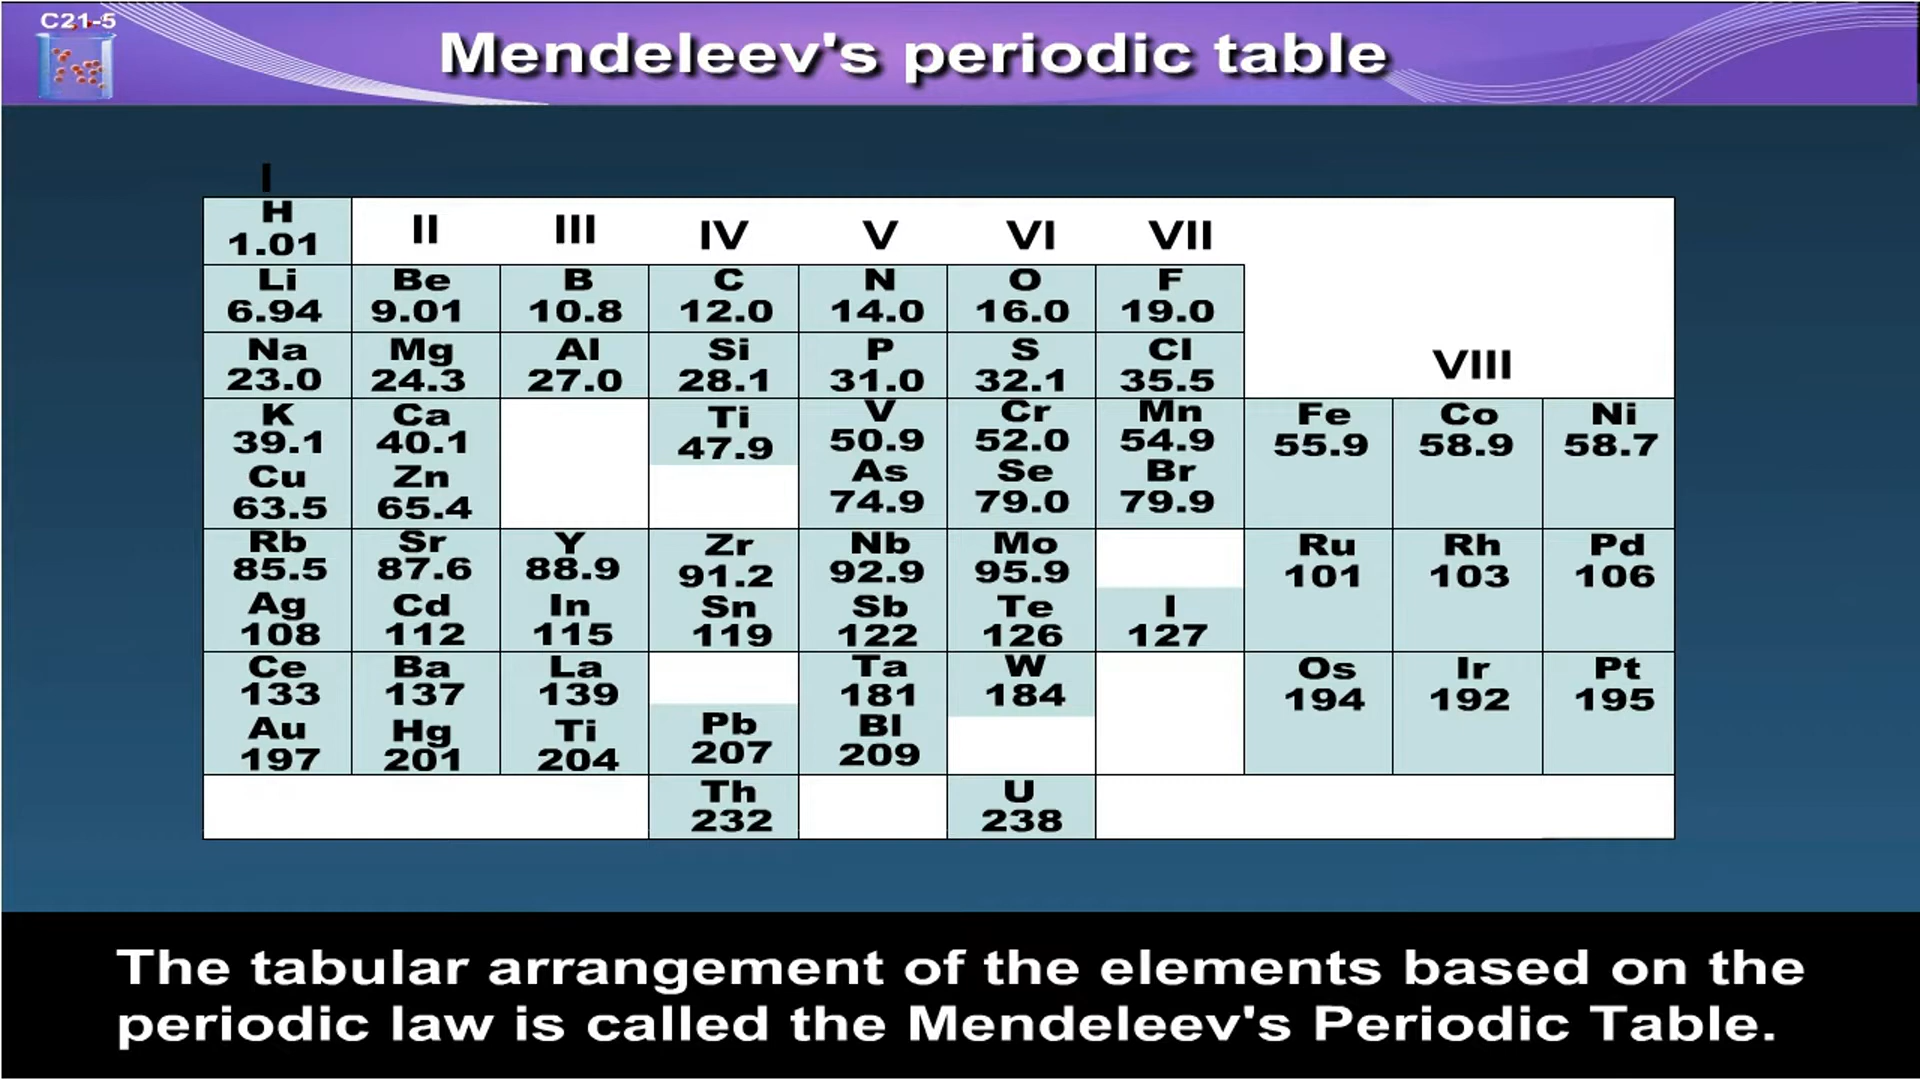 C21-5
Mendeleev's periodic table
I
H
1.01
II III IV V VI VII
Li Be B C N O F
6.94 9.01 10.8 12.0 14.0 16.0 19.0
Na Mg Al Si P S Cl
23.0 24.3 27.0 28.1 31.0 32.1 35.5
VIII
K Ca Ti V Cr Mn Fe Co Ni
39.1 40.1 47.9 50.9 52.0 54.9 55.9 58.9 58.7
Cu Zn As Se Br
63.5 65.4 74.9 79.0 79.9
Rb Sr Y Zr Nb Mo Ru Rh Pd
85.5 87.6 88.9 91.2 92.9 95.9 101 103 106
Ag Cd In Sn Sb Te I
108 112 115 119 122 126 127
Ce Ba La Ta W Os Ir Pt
133 137 139 181 184 194 192 195
Au Hg Ti Pb Bl
197 201 204 207 209
Th U
232 238
The tabular arrangement of the elements based on the
periodic law is called the Mendeleev's Periodic Table.